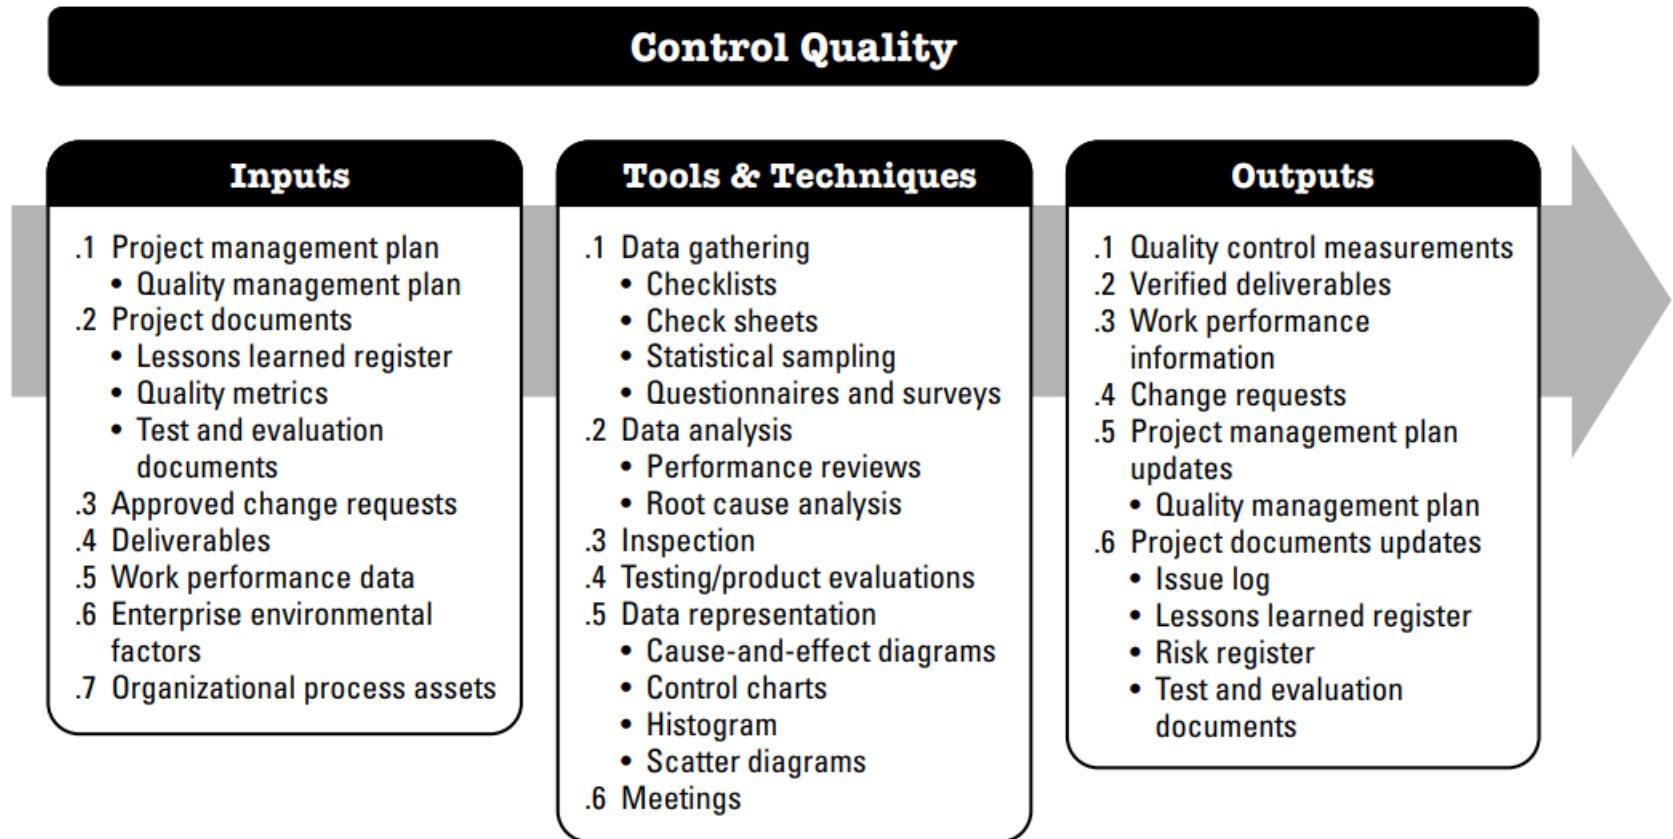 Control Quality
Inputs
.1 Project management plan
• Quality management plan
.2 Project documents
• Lessons learned register
• Quality metrics
• Test and evaluation
documents
.3 Approved change requests
.4 Deliverables
.5 Work performance data
.6 Enterprise environmental
factors
.7 Organizational process assets
Tools & Techniques
.1 Data gathering
• Checklists
• Check sheets
• Statistical sampling
• Questionnaires and surveys
.2 Data analysis
• Performance reviews
• Root cause analysis
.3 Inspection
.4 Testing/product evaluations
.5 Data representation
• Cause-and-effect diagrams
• Control charts
• Histogram
• Scatter diagrams
.6 Meetings
Outputs
.1 Quality control measurements
.2 Verified deliverables
.3 Work performance
information
.4 Change requests
.5 Project management plan
updates
• Quality management plan
.6 Project documents updates
• Issue log
• Lessons learned register
• Risk register
• Test and evaluation
documents